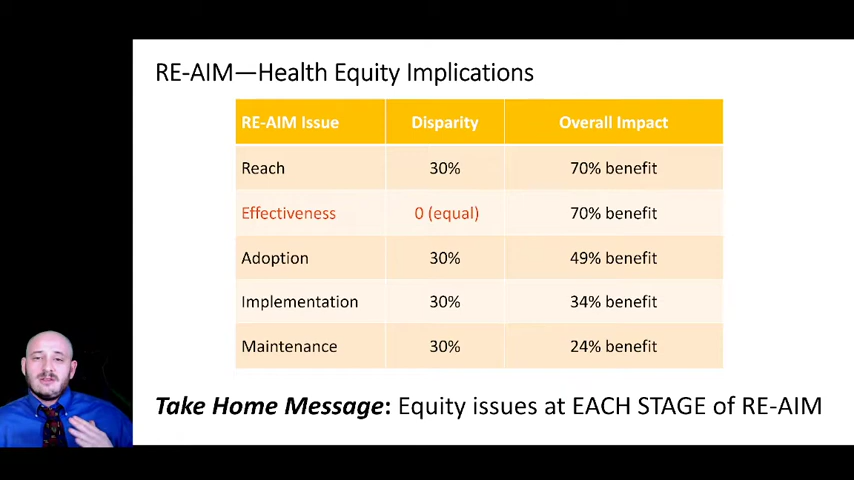 RE-AIM—Health Equity Implications
RE-AIM Issue Disparity Overall Impact
Reach 30% 70% benefit
Effectiveness 0 (equal) 70% benefit
Adoption 30% 49% benefit
Implementation 30% 34% benefit
Maintenance 30% 24% benefit
Take Home Message: Equity issues at EACH STAGE of RE-AIM